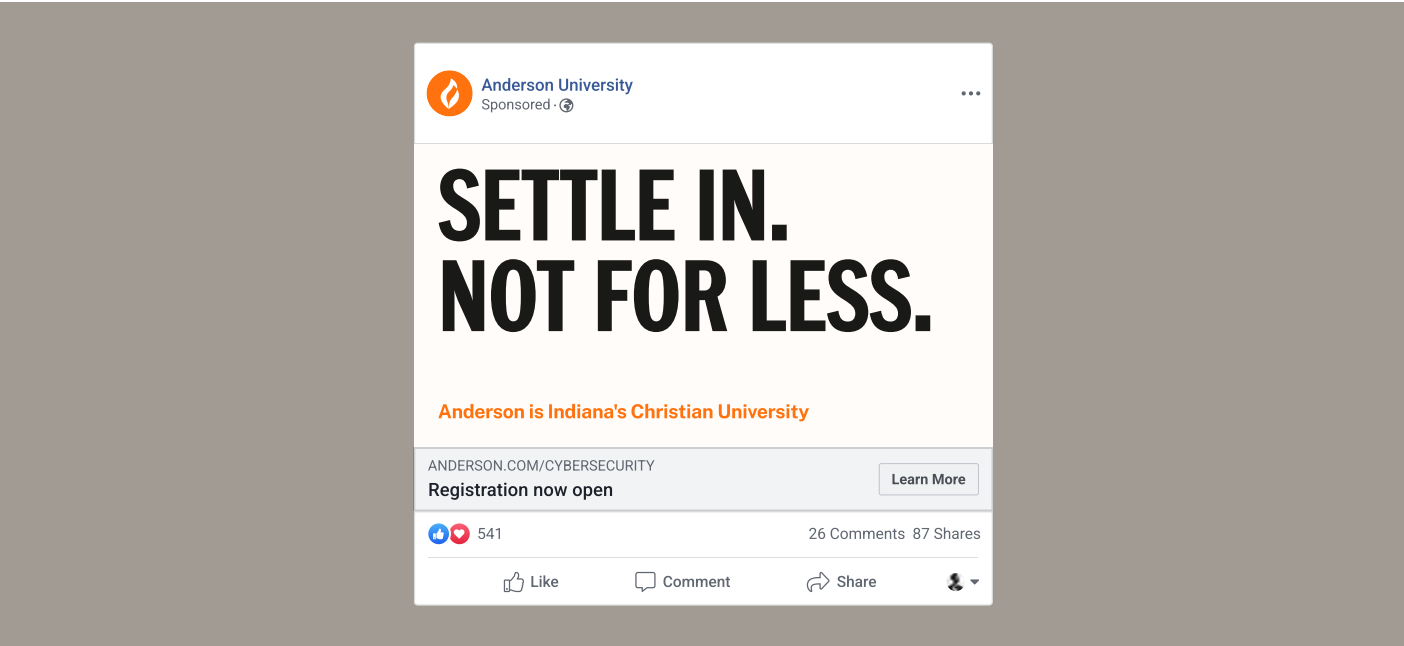 Anderson University
Sponsored ·
SETTLE IN.
NOT FOR LESS.
Anderson is Indiana's Christian University
ANDERSON.COM/CYBERSECURITY
Registration now open
Learn More
541
26 Comments 87 Shares
Like
Comment
Share